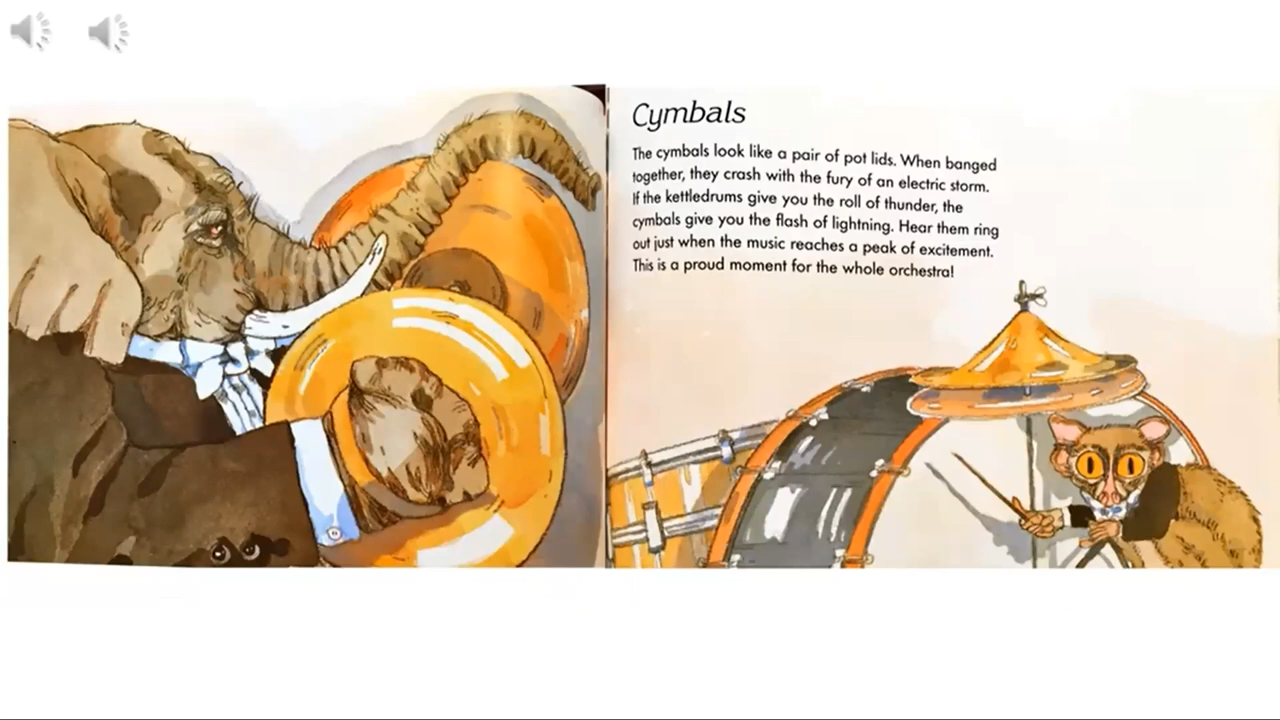 Cymbals
The cymbals look like a pair of pot lids. When banged
together, they crash with the fury of an electric storm.
If the kettledrums give you the roll of thunder, the
cymbals give you the flash of lightning. Hear them ring
out just when the music reaches a peak of excitement.
This is a proud moment for the whole orchestra!